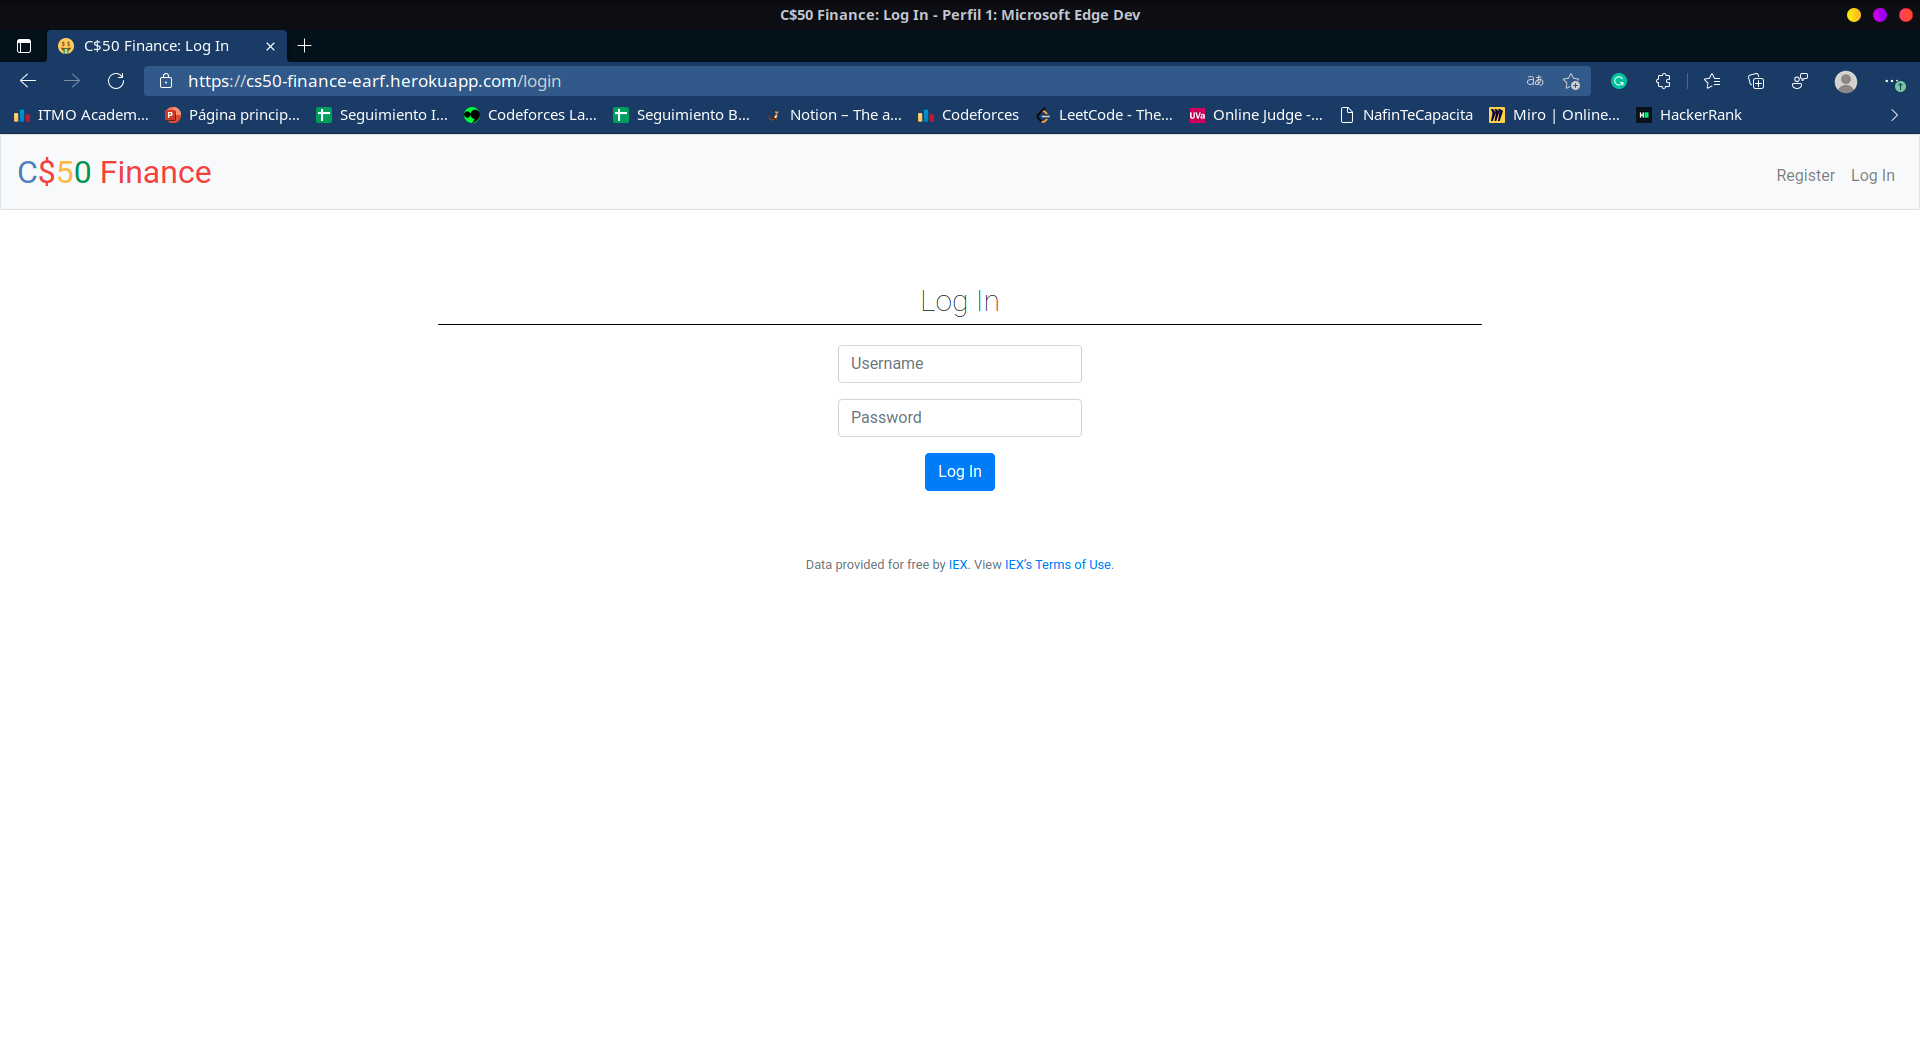 C$50 Finance: Log In - Perfil 1: Microsoft Edge Dev
C$50 Finance: Log In
https://cs50-finance-earf.herokuapp.com/login
ITMO Academ... Página princip... Seguimiento I... Codeforces La... Seguimiento B... Notion – The a... Codeforces LeetCode - The... Online Judge -... NafinTeCapacita Miro | Online... HackerRank
C$50 Finance Register Log In
Log In
Username
Password
Log In
Data provided for free by IEX. View IEX's Terms of Use.